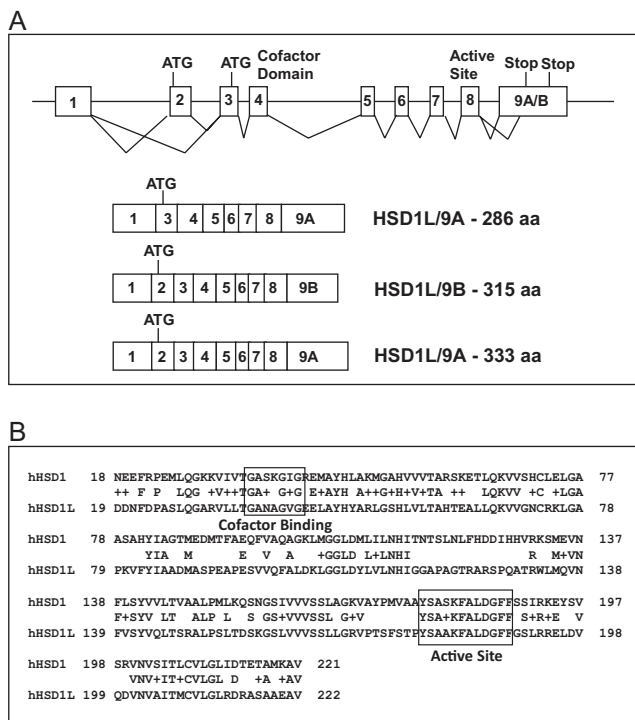 A
ATG ATG Cofactor Domain Active Site Stop Stop
1 2 3 4 5 6 7 8 9A/B
ATG
1 3 4 5 6 7 8 9A HSD1L/9A - 286 aa
ATG
1 2 3 4 5 6 7 8 9B HSD1L/9B - 315 aa
ATG
1 2 3 4 5 6 7 8 9A HSD1L/9A - 333 aa
B
hHSD1 18 NEEFRPEMLQGKKVIVTGASKGIGREMAYHLAKMGAHVVVTARSKETLQKVVSHCLELGA 77
++ F P LQG +V++TGA+ G+G E+AYH A++G+H+V+TA ++ LQKVV +C +LGA
hHSD1L 19 DDNFDPASLQGARVLLTGANAGVGEELAYHYARLGSHLVLTAHTEALLQKVVGNCRKLGA 78
Cofactor Binding
hHSD1 78 ASAHYIAGTMEDMTFAEQFVAQAGKLMGGLDMLILNHITNTSLNLFHDDIHHVRKSMEVN 137
YIA M E V A +GGLD L+LNHI R M+VN
hHSD1L 79 PKVFYIAADMASPEAPESVVQFALDKLGGLDYLVLNHIGGAPAGTRARSPQATRWLMQVN 138
hHSD1 138 FLSYVVLTVAALPMLKQSNGSIVVVSSLAGKVAYPMVAAYSASKFALDGFFSSIRKEYSV 197
F+SYV LT ALP L S GS+VVVSSL G+V YSA+KFALDGFF S+R+E V
hHSD1L 139 FVSYVQLTSRALPSLTDSKGSLVVVSSLLGRVPTSFSTPYSAAKFALDGFFGSLRRELDV 198
Active Site
hHSD1 198 SRVNVSITLCVLGLIDTETAMKAV 221
VNV+IT+CVLGL D +A +AV
hHSD1L 199 QDVNVAITMCVLGLRDRASAAEAV 222